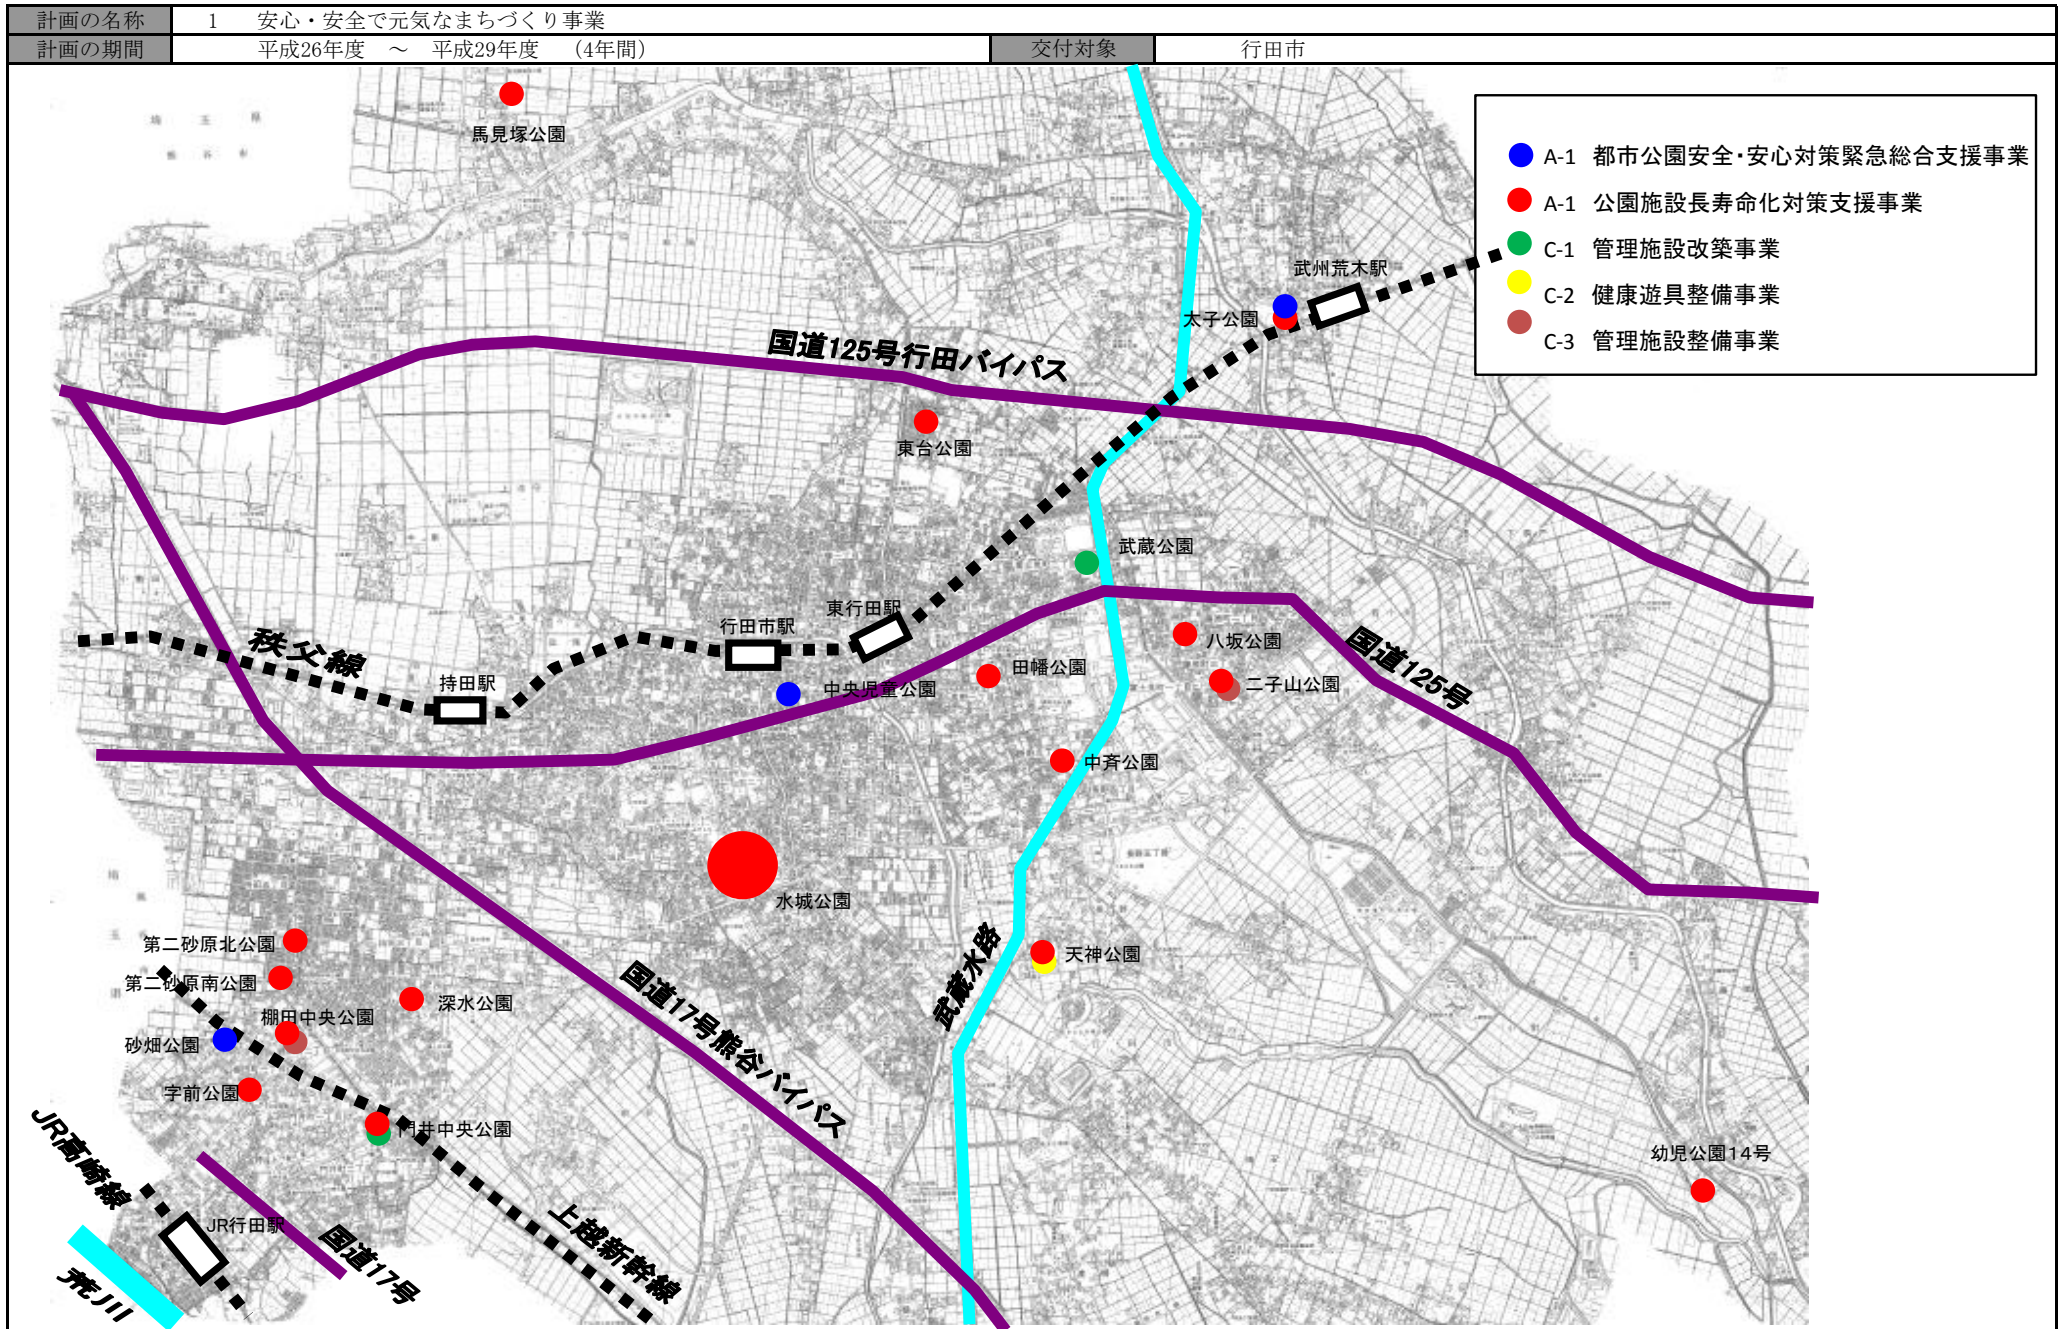 計画の名称 1 安心・安全で元気なまちづくり事業
計画の期間 平成26年度 ～ 平成29年度 （4年間） 交付対象 行田市
馬見塚公園
A-1 都市公園安全・安心対策緊急総合支援事業
A-1 公園施設長寿命化対策支援事業
C-1 管理施設改築事業
C-2 健康遊具整備事業
C-3 管理施設整備事業
武州荒木駅
太子公園
国道125号行田バイパス
東台公園
武蔵公園
東行田駅
行田市駅
秩父線
持田駅
八坂公園
国道125号
田幡公園
二子山公園
中央児童公園
中斉公園
水城公園
第二砂原北公園
天神公園
武蔵水路
第二砂原南公園
深水公園
国道17号熊谷バイパス
棚田中央公園
砂畑公園
字前公園
門井中央公園
幼児公園14号
JR高崎線
JR行田駅
国道17号
上越新幹線
荒川